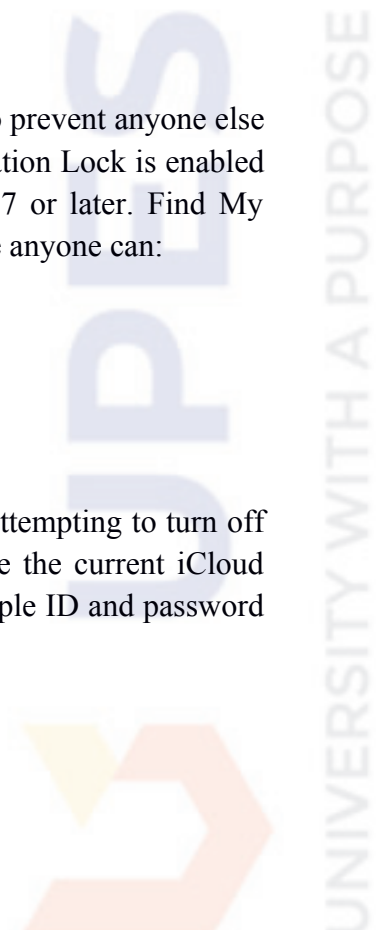 prevent anyone else
ation Lock is enabled
7 or later. Find My
anyone can:
ttempting to turn off
e the current iCloud
ple ID and password
UPES
UNIVERSITY WITH A PURPOSE